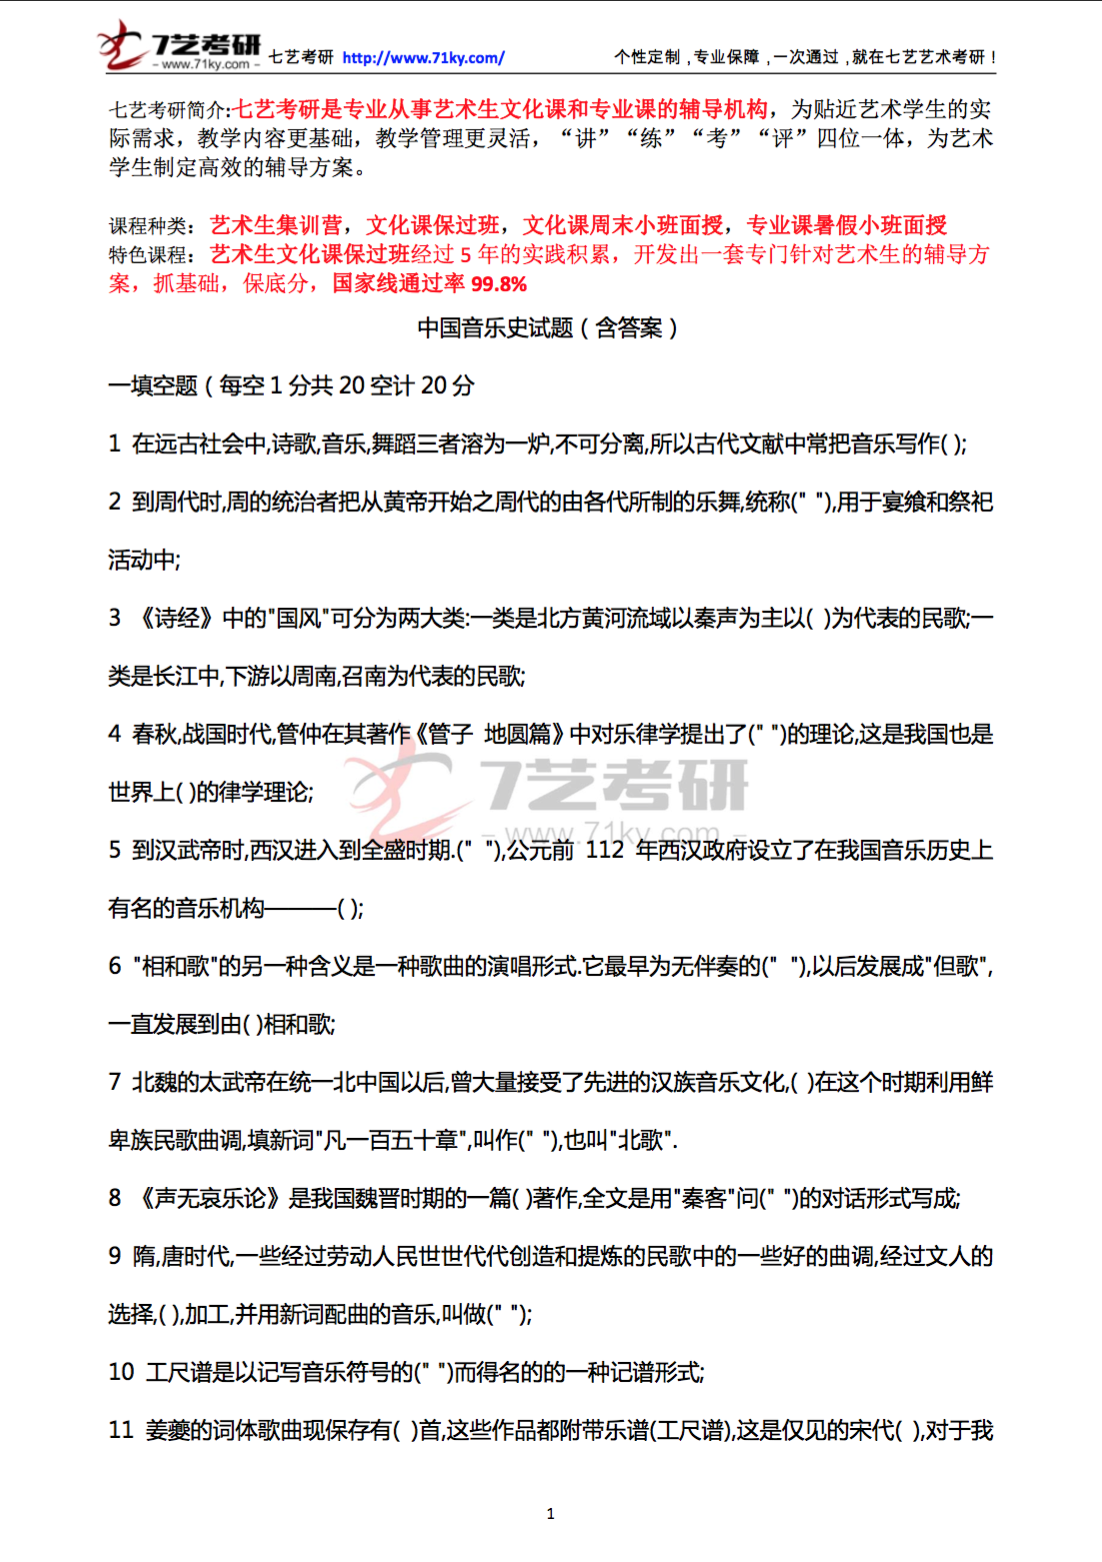 7艺考研 七艺考研 http://www.71ky.com/ 个性定制,专业保障,一次通过,就在七艺艺术考研!
– www.71ky.com –
七艺考研简介:七艺考研是专业从事艺术生文化课和专业课的辅导机构，为贴近艺术学生的实
际需求，教学内容更基础，教学管理更灵活，“讲”“练”“考”“评”四位一体，为艺术
学生制定高效的辅导方案。
课程种类：艺术生集训营，文化课保过班，文化课周末小班面授，专业课暑假小班面授
特色课程：艺术生文化课保过班经过 5 年的实践积累，开发出一套专门针对艺术生的辅导方
案，抓基础，保底分，国家线通过率 99.8%
中国音乐史试题（含答案）
一填空题（每空 1 分共 20 空计 20 分
1 在远古社会中,诗歌,音乐,舞蹈三者溶为一炉,不可分离,所以古代文献中常把音乐写作( );
2 到周代时,周的统治者把从黄帝开始之周代的由各代所制的乐舞,统称(" "),用于宴飨和祭祀
活动中;
3 《诗经》中的"国风"可分为两大类:一类是北方黄河流域以秦声为主以( )为代表的民歌;一
类是长江中,下游以周南,召南为代表的民歌;
4 春秋,战国时代,管仲在其著作《管子 地圆篇》中对乐律学提出了(" ")的理论,这是我国也是
世界上( )的律学理论;
7艺考研
– www.71ky.com –
5 到汉武帝时,西汉进入到全盛时期.(" "),公元前 112 年西汉政府设立了在我国音乐历史上
有名的音乐机构———( );
6 "相和歌"的另一种含义是一种歌曲的演唱形式.它最早为无伴奏的(" "),以后发展成"但歌",
一直发展到由( )相和歌;
7 北魏的太武帝在统一北中国以后,曾大量接受了先进的汉族音乐文化,( )在这个时期利用鲜
卑族民歌曲调,填新词"凡一百五十章",叫作(" "),也叫"北歌".
8 《声无哀乐论》是我国魏晋时期的一篇( )著作,全文是用"秦客"问(" ")的对话形式写成;
9 隋,唐时代,一些经过劳动人民世世代代创造和提炼的民歌中的一些好的曲调,经过文人的
选择,( ),加工,并用新词配曲的音乐,叫做(" ");
10 工尺谱是以记写音乐符号的(" ")而得名的的一种记谱形式;
11 姜夔的词体歌曲现保存有( )首,这些作品都附带乐谱(工尺谱),这是仅见的宋代( ),对于我
1